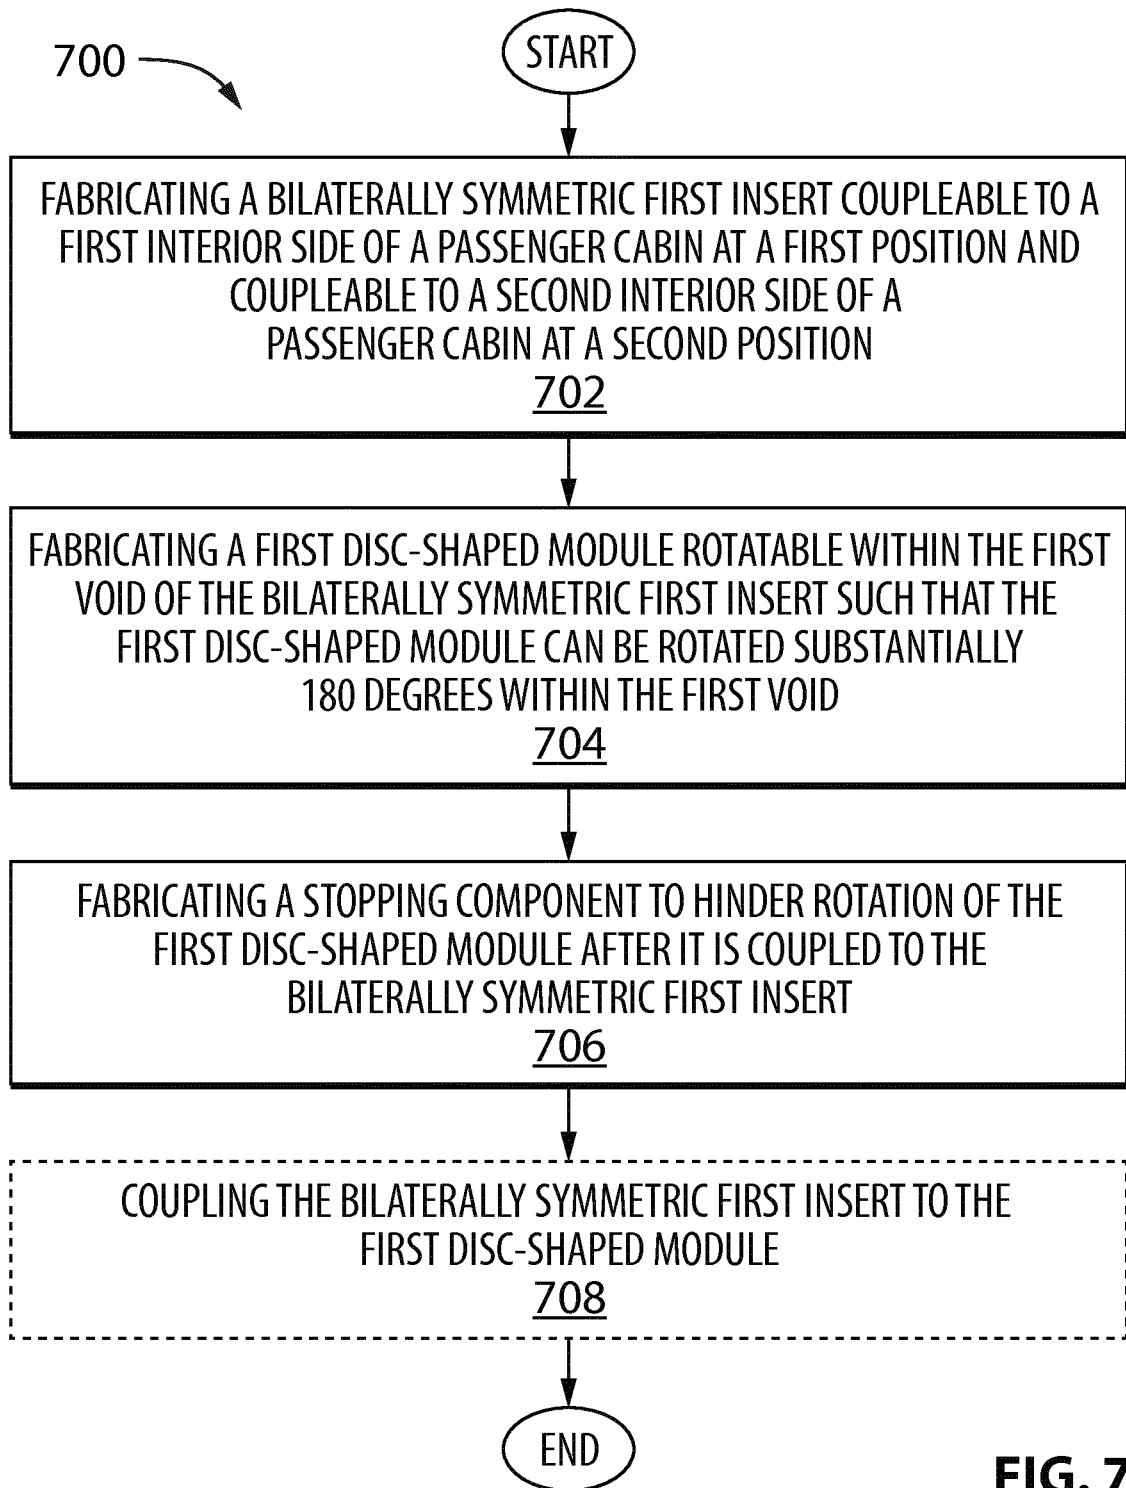 700
START
FABRICATING A BILATERALLY SYMMETRIC FIRST INSERT COUPLEABLE TO A
FIRST INTERIOR SIDE OF A PASSENGER CABIN AT A FIRST POSITION AND
COUPLEABLE TO A SECOND INTERIOR SIDE OF A
PASSENGER CABIN AT A SECOND POSITION
702
FABRICATING A FIRST DISC-SHAPED MODULE ROTATABLE WITHIN THE FIRST
VOID OF THE BILATERALLY SYMMETRIC FIRST INSERT SUCH THAT THE
FIRST DISC-SHAPED MODULE CAN BE ROTATED SUBSTANTIALLY
180 DEGREES WITHIN THE FIRST VOID
704
FABRICATING A STOPPING COMPONENT TO HINDER ROTATION OF THE
FIRST DISC-SHAPED MODULE AFTER IT IS COUPLED TO THE
BILATERALLY SYMMETRIC FIRST INSERT
706
COUPLING THE BILATERALLY SYMMETRIC FIRST INSERT TO THE
FIRST DISC-SHAPED MODULE
708
END
FIG. 7